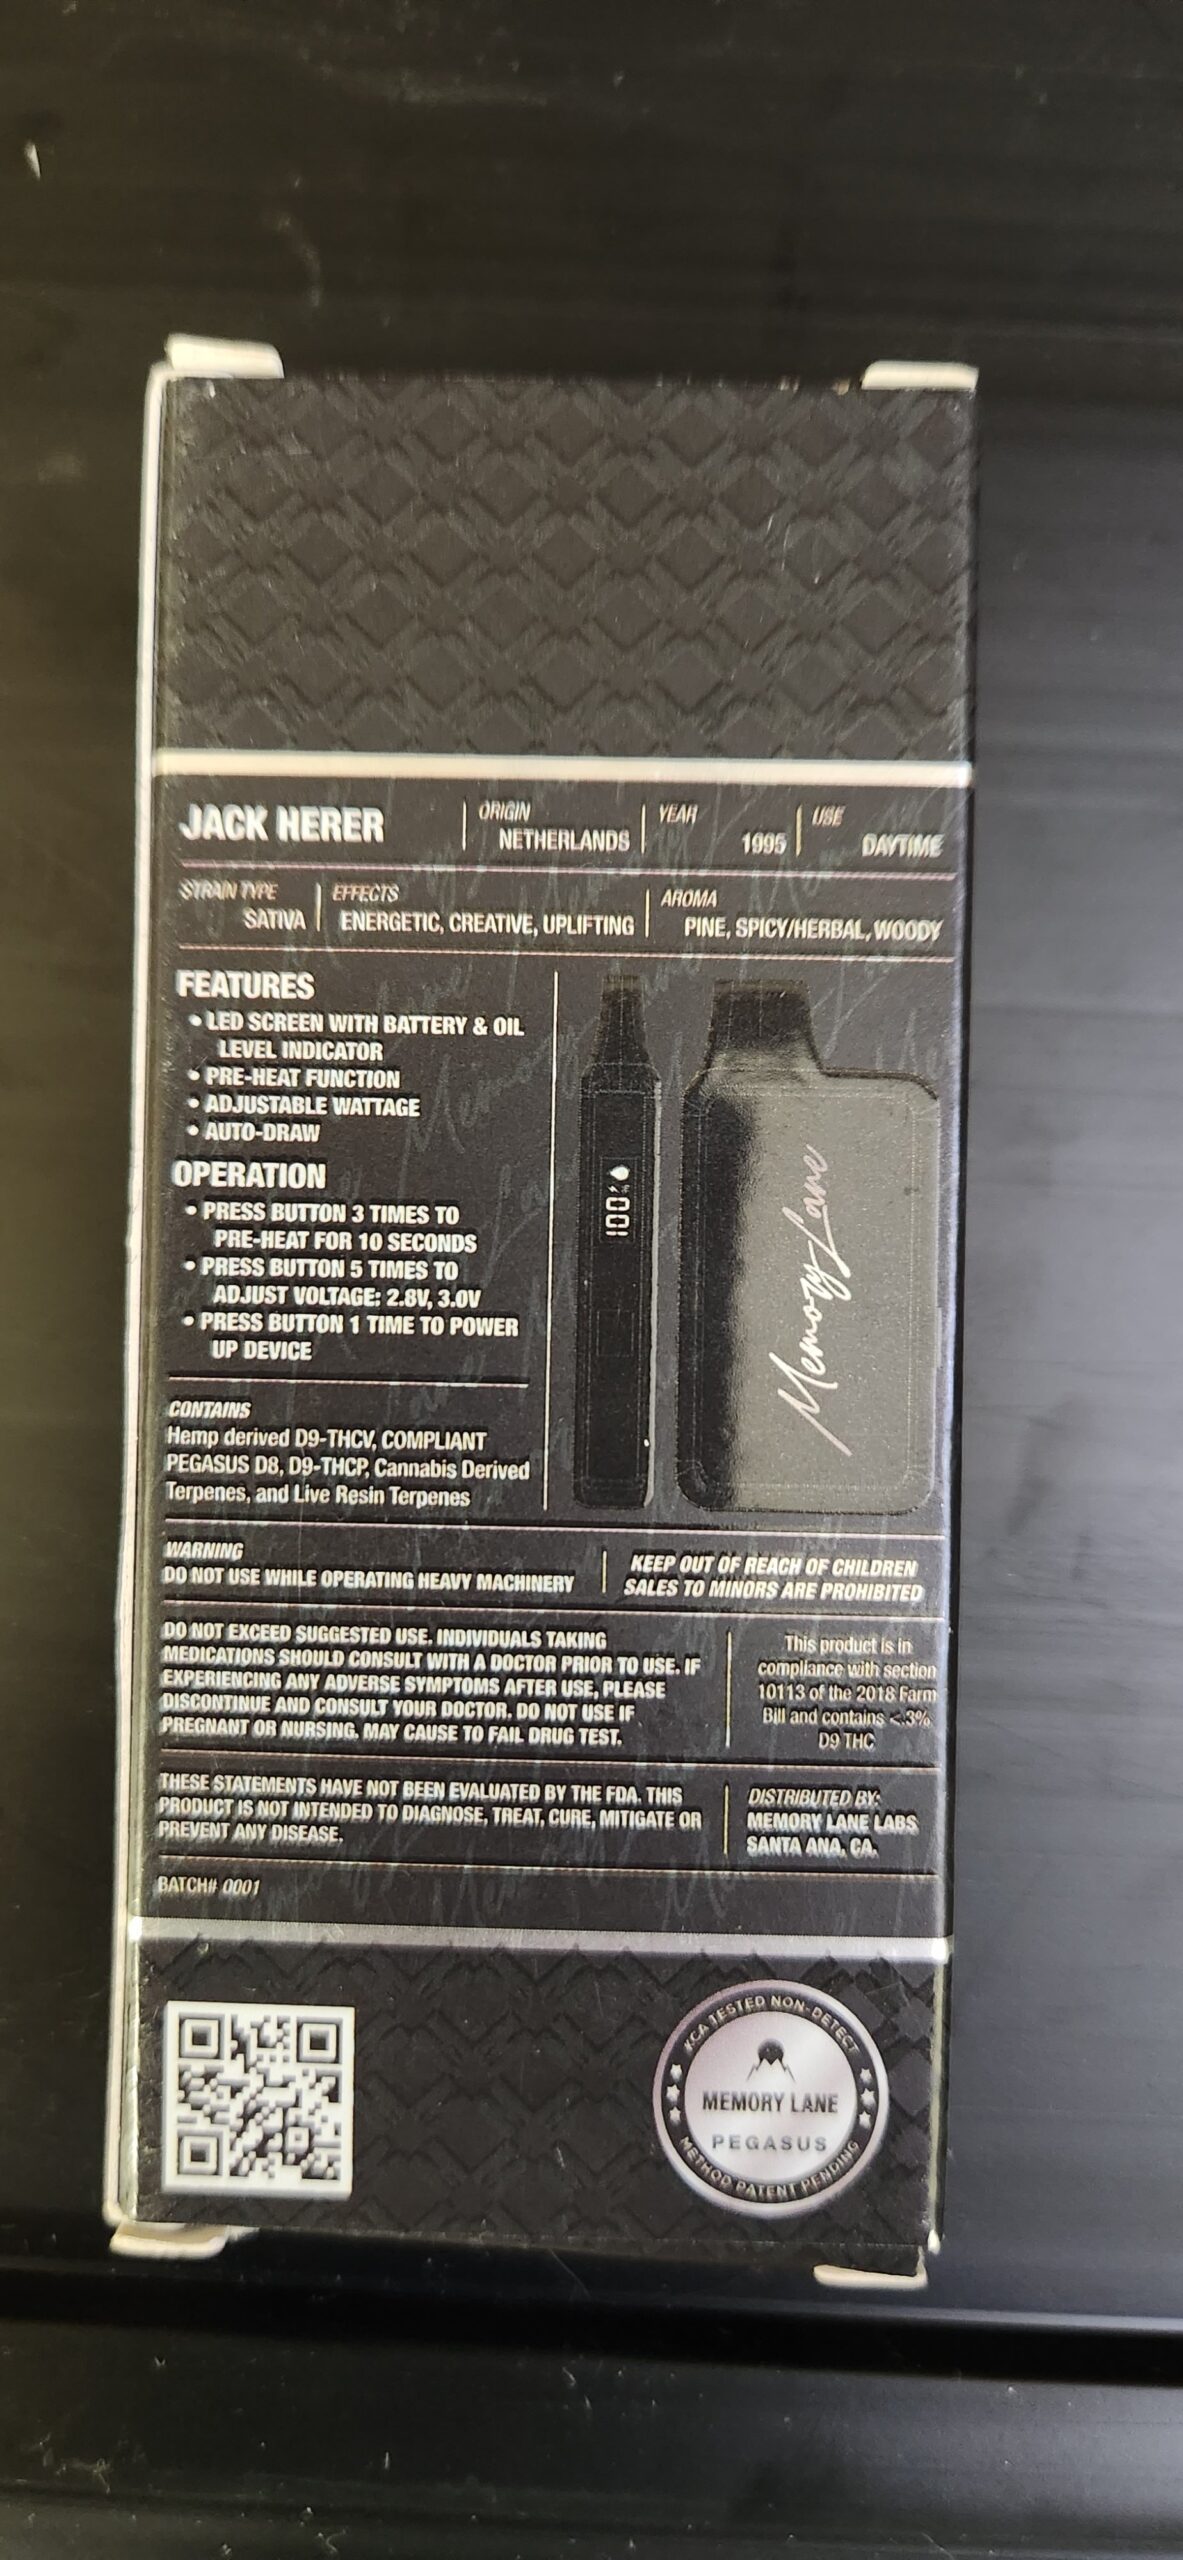 JACK HERER
ORIGIN
NETHERLANDS
YEAR
1995
USE
DAYTIME
STRAIN TYPE
SATIVA
EFFECTS
ENERGETIC, CREATIVE, UPLIFTING
AROMA
PINE, SPICY/HERBAL, WOODY
FEATURES
• LED SCREEN WITH BATTERY & OIL
LEVEL INDICATOR
• PRE-HEAT FUNCTION
• ADJUSTABLE WATTAGE
• AUTO-DRAW
OPERATION
• PRESS BUTTON 3 TIMES TO
PRE-HEAT FOR 10 SECONDS
• PRESS BUTTON 5 TIMES TO
ADJUST VOLTAGE: 2.8V, 3.0V
• PRESS BUTTON 1 TIME TO POWER
UP DEVICE
100%
Memory Lane
CONTAINS
Hemp derived D9-THCV, COMPLIANT
PEGASUS D8, D9-THCP, Cannabis Derived
Terpenes, and Live Resin Terpenes
WARNING
DO NOT USE WHILE OPERATING HEAVY MACHINERY
KEEP OUT OF REACH OF CHILDREN
SALES TO MINORS ARE PROHIBITED
DO NOT EXCEED SUGGESTED USE. INDIVIDUALS TAKING
MEDICATIONS SHOULD CONSULT WITH A DOCTOR PRIOR TO USE. IF
EXPERIENCING ANY ADVERSE SYMPTOMS AFTER USE, PLEASE
DISCONTINUE AND CONSULT YOUR DOCTOR. DO NOT USE IF
PREGNANT OR NURSING. MAY CAUSE TO FAIL DRUG TEST.
This product is in
compliance with section
10113 of the 2018 Farm
Bill and contains <.3%
D9 THC
THESE STATEMENTS HAVE NOT BEEN EVALUATED BY THE FDA. THIS
PRODUCT IS NOT INTENDED TO DIAGNOSE, TREAT, CURE, MITIGATE OR
PREVENT ANY DISEASE.
DISTRIBUTED BY:
MEMORY LANE LABS
SANTA ANA, CA.
BATCH# 0001
KCA TESTED NON-DETECT
MEMORY LANE
PEGASUS
METHOD PATENT PENDING